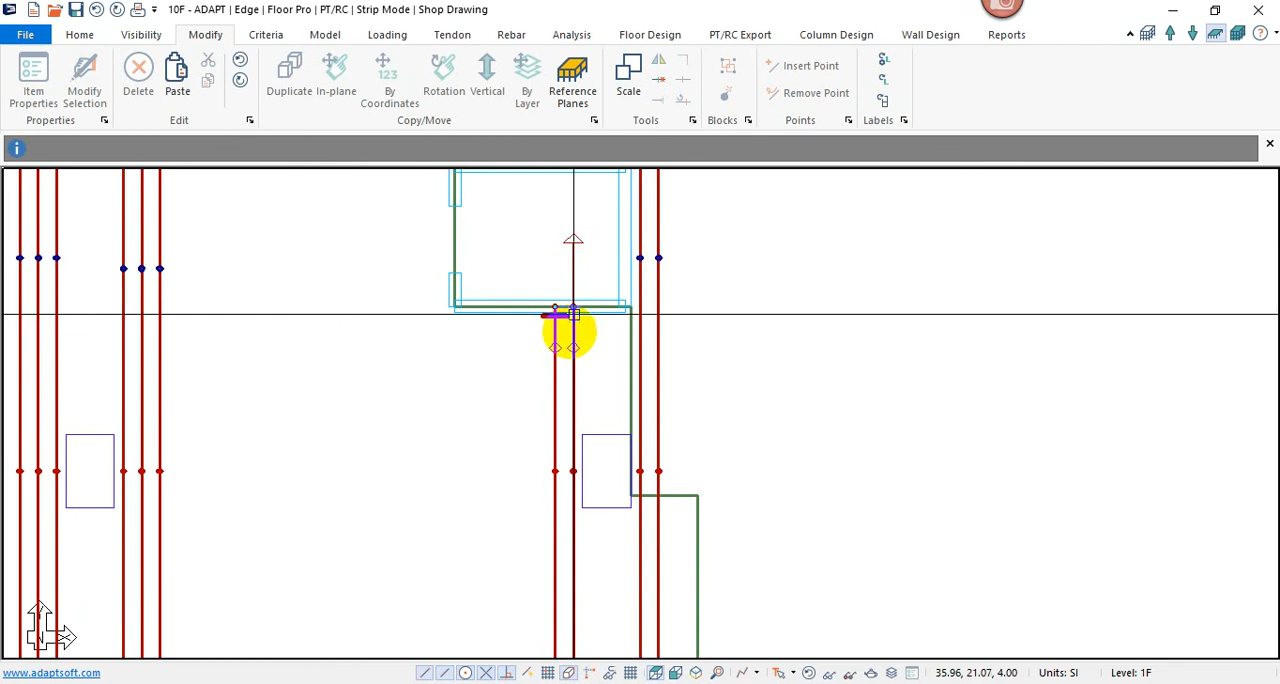 10F - ADAPT | Edge | Floor Pro | PT/RC | Strip Mode | Shop Drawing
File Home Visibility Modify Criteria Model Loading Tendon Rebar Analysis Floor Design PT/RC Export Column Design Wall Design Reports
Item Properties Modify Selection Delete Paste Duplicate In-plane By Coordinates Rotation Vertical By Layer Reference Planes Scale Insert Point Remove Point
123
Properties Edit Copy/Move Tools Blocks Points Labels
www.adaptsoft.com 35.96, 21.07, 4.00 Units: SI Level: 1F